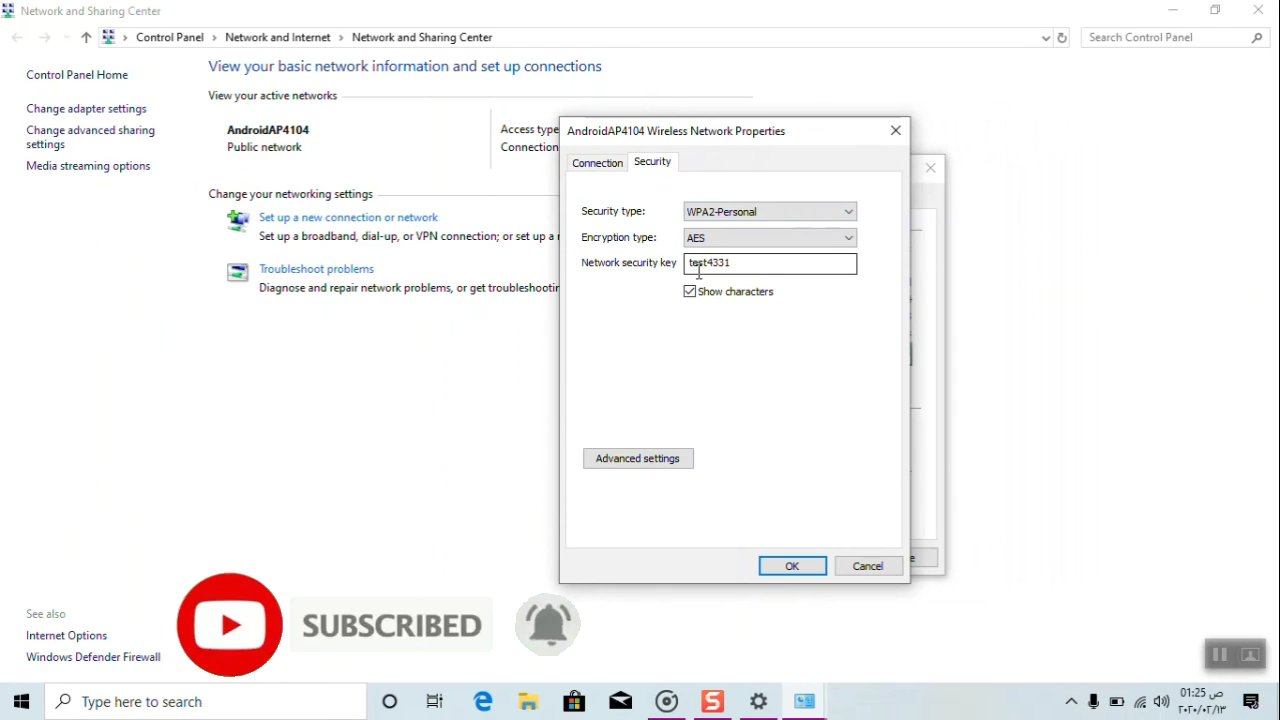 Network and Sharing Center
Control Panel > Network and Internet > Network and Sharing Center
Search Control Panel
Control Panel Home
Change adapter settings
Change advanced sharing
settings
Media streaming options
View your basic network information and set up connections
View your active networks
AndroidAP4104
Public network
Access type
Connection
Change your networking settings
Set up a new connection or network
Set up a broadband, dial-up, or VPN connection; or set up a
Troubleshoot problems
Diagnose and repair network problems, or get troubleshootin
AndroidAP4104 Wireless Network Properties
Connection
Security
Security type:
WPA2-Personal
Encryption type:
AES
Network security key
test4331
Show characters
Advanced settings
OK
Cancel
e
See also
Internet Options
Windows Defender Firewall
SUBSCRIBED
Type here to search
S
01:25 ص
٢٠٢٠/٠٢/١٣